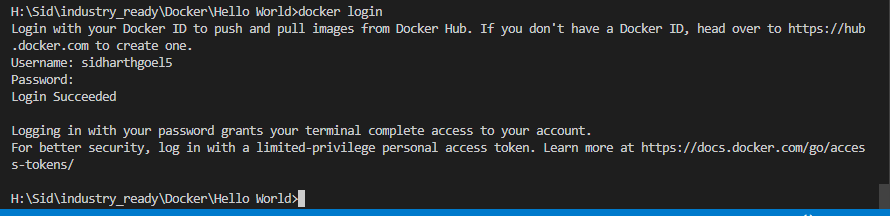 H:\Sid\industry_ready\Docker\Hello World>docker login
Login with your Docker ID to push and pull images from Docker Hub. If you don't have a Docker ID, head over to https://hub
.docker.com to create one.
Username: sidharthgoel5
Password:
Login Succeeded
Logging in with your password grants your terminal complete access to your account.
For better security, log in with a limited-privilege personal access token. Learn more at https://docs.docker.com/go/acces
s-tokens/
H:\Sid\industry_ready\Docker\Hello World>